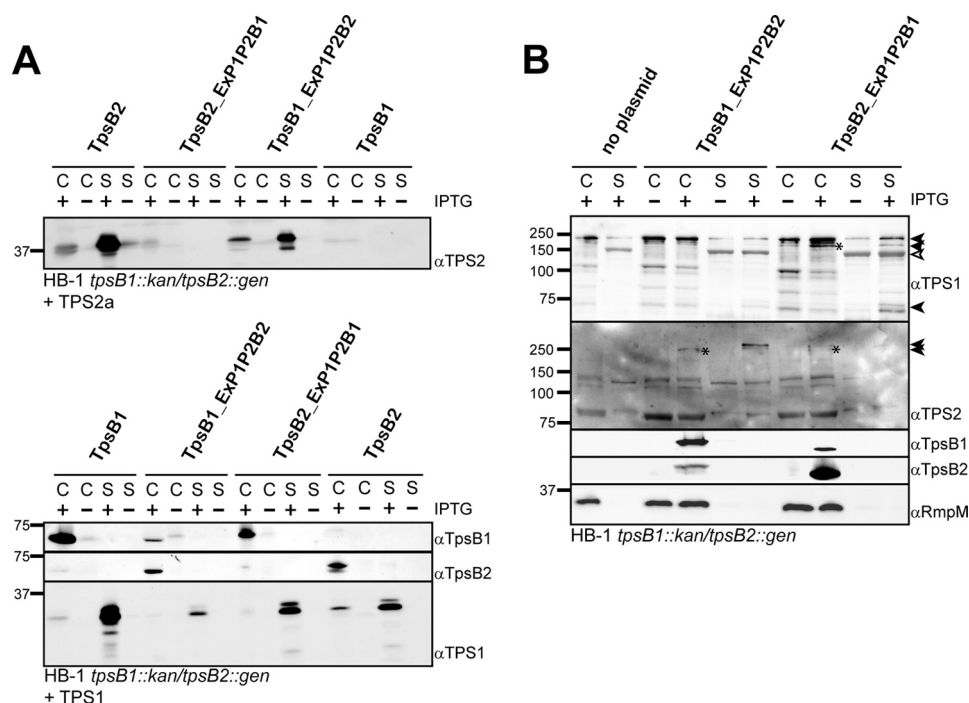 A
TpsB2
TpsB2_ExP1P2B1
TpsB1_ExP1P2B2
TpsB1
C C S S C C S S C C S S C C S S
+ − + − + − + − + − + − + − + − IPTG
37
αTPS2
HB-1 tpsB1::kan/tpsB2::gen
+ TPS2a
TpsB1
TpsB1_ExP1P2B2
TpsB2_ExP1P2B1
TpsB2
C C S S C C S S C C S S C C S S
+ − + − + − + − + − + − + − + − IPTG
75
αTpsB1
75
αTpsB2
37
αTPS1
HB-1 tpsB1::kan/tpsB2::gen
+ TPS1
B
no plasmid
TpsB1_ExP1P2B2
TpsB2_ExP1P2B1
C S C C S S C C S S
+ + − + − + − + − + IPTG
250
150
*
100
75
αTPS1
250
* *
150
100
75
αTPS2
αTpsB1
αTpsB2
37
αRmpM
HB-1 tpsB1::kan/tpsB2::gen